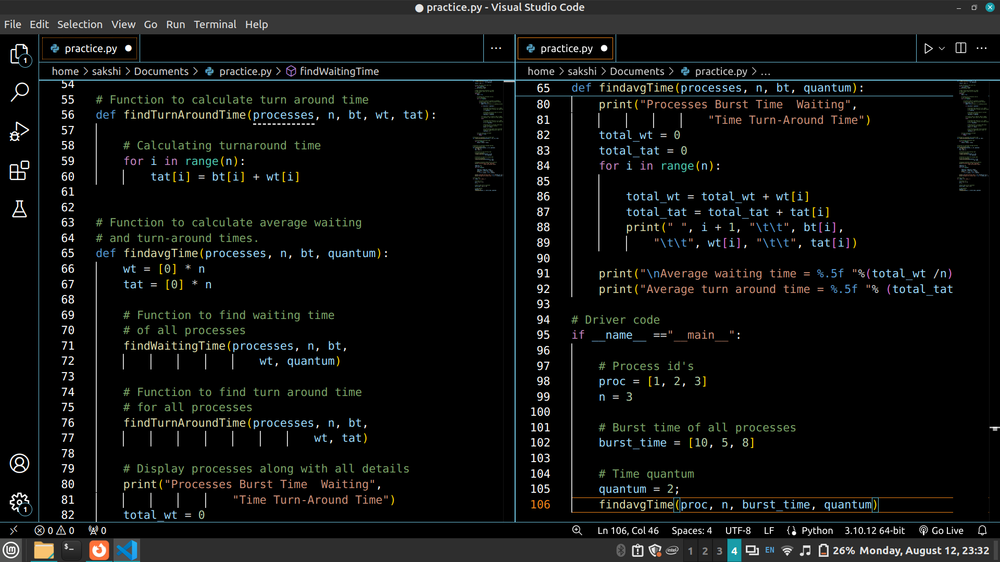 practice.py - Visual Studio Code
File Edit Selection View Go Run Terminal Help
practice.py
home > sakshi > Documents > practice.py > findWaitingTime
54
55 # Function to calculate turn around time
56 def findTurnAroundTime(processes, n, bt, wt, tat):
57
58 # Calculating turnaround time
59 for i in range(n):
60 tat[i] = bt[i] + wt[i]
61
62
63 # Function to calculate average waiting
64 # and turn-around times.
65 def findavgTime(processes, n, bt, quantum):
66 wt = [0] * n
67 tat = [0] * n
68
69 # Function to find waiting time
70 # of all processes
71 findWaitingTime(processes, n, bt,
72 wt, quantum)
73
74 # Function to find turn around time
75 # for all processes
76 findTurnAroundTime(processes, n, bt,
77 wt, tat)
78
79 # Display processes along with all details
80 print("Processes Burst Time  Waiting",
81 "Time Turn-Around Time")
82 total_wt = 0
practice.py
home > sakshi > Documents > practice.py > ...
65 def findavgTime(processes, n, bt, quantum):
80 print("Processes Burst Time  Waiting",
81 "Time Turn-Around Time")
82 total_wt = 0
83 total_tat = 0
84 for i in range(n):
85
86 total_wt = total_wt + wt[i]
87 total_tat = total_tat + tat[i]
88 print(" ", i + 1, "\t\t", bt[i],
89 "\t\t", wt[i], "\t\t", tat[i])
90
91 print("\nAverage waiting time = %.5f "%(total_wt /n)
92 print("Average turn around time = %.5f "% (total_tat
93
94 # Driver code
95 if __name__ =="__main__":
96
97 # Process id's
98 proc = [1, 2, 3]
99 n = 3
100
101 # Burst time of all processes
102 burst_time = [10, 5, 8]
103
104 # Time quantum
105 quantum = 2;
106 findavgTime(proc, n, burst_time, quantum)
1
1
0 0 0 Ln 106, Col 46 Spaces: 4 UTF-8 LF Python 3.10.12 64-bit Go Live
intel 1 2 3 4 EN 26% Monday, August 12, 23:32